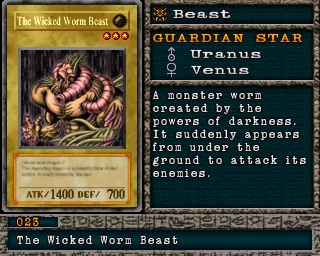 The Wicked Worm Beast
ATK/1400 DEF/ 700
Beast
GUARDIAN STAR
Uranus
Venus
A monster worm
created by the
powers of darkness.
It suddenly appears
from under the
ground to attack its
enemies.
023
The Wicked Worm Beast